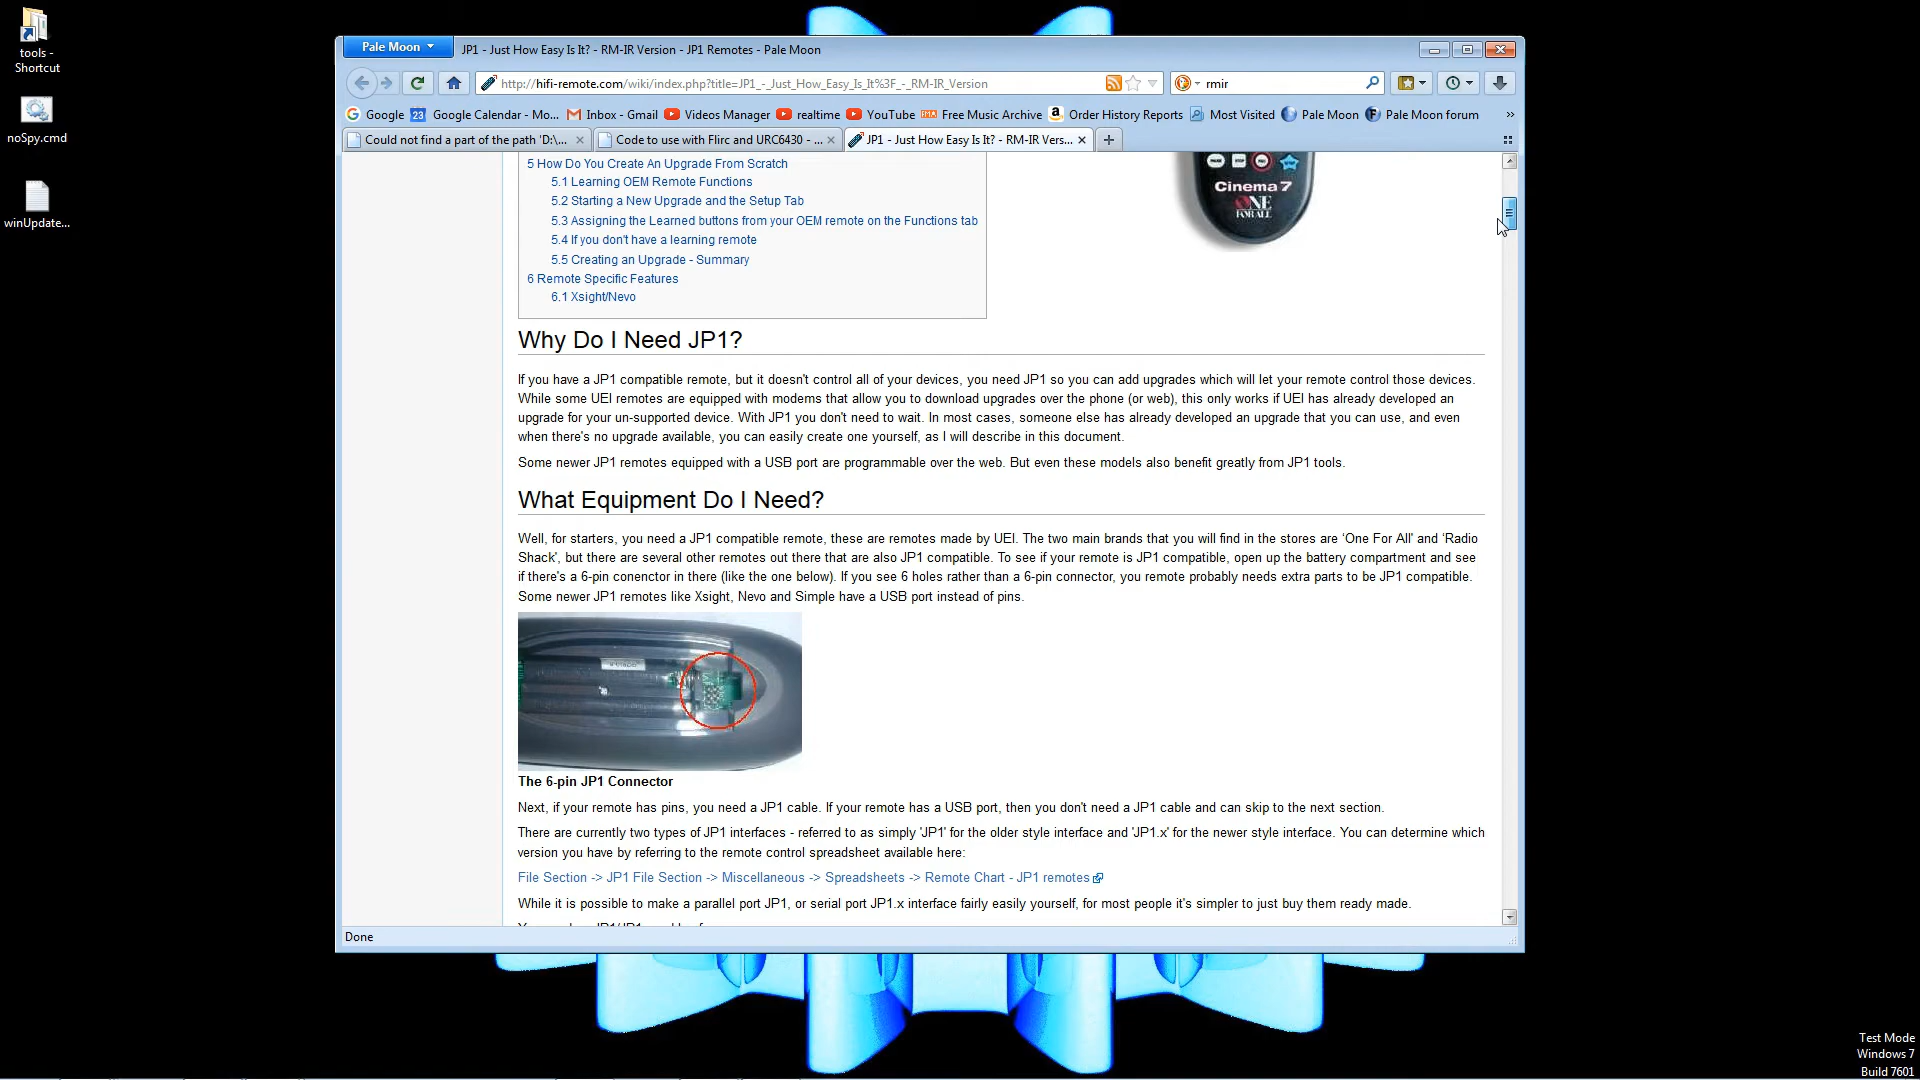 tools -
Shortcut
noSpy.cmd
winUpdate...
Pale Moon
JP1 - Just How Easy Is It? - RM-IR Version - JP1 Remotes - Pale Moon
http://hifi-remote.com/wiki/index.php?title=JP1_-_Just_How_Easy_Is_It%3F_-_RM-IR_Version
rmir
Google
23
Google Calendar - Mo...
Inbox - Gmail
Videos Manager
realtime
YouTube
Free Music Archive
Order History Reports
Most Visited
Pale Moon
Pale Moon forum
Could not find a part of the path 'D:\...
Code to use with Flirc and URC6430 - ...
JP1 - Just How Easy Is It? - RM-IR Vers...
5 How Do You Create An Upgrade From Scratch
5.1 Learning OEM Remote Functions
5.2 Starting a New Upgrade and the Setup Tab
5.3 Assigning the Learned buttons from your OEM remote on the Functions tab
5.4 If you don't have a learning remote
5.5 Creating an Upgrade - Summary
6 Remote Specific Features
6.1 Xsight/Nevo
Cinema 7
ONE
FOR ALL
Why Do I Need JP1?
If you have a JP1 compatible remote, but it doesn't control all of your devices, you need JP1 so you can add upgrades which will let your remote control those devices.
While some UEI remotes are equipped with modems that allow you to download upgrades over the phone (or web), this only works if UEI has already developed an
upgrade for your un-supported device. With JP1 you don't need to wait. In most cases, someone else has already developed an upgrade that you can use, and even
when there's no upgrade available, you can easily create one yourself, as I will describe in this document.
Some newer JP1 remotes equipped with a USB port are programmable over the web. But even these models also benefit greatly from JP1 tools.
What Equipment Do I Need?
Well, for starters, you need a JP1 compatible remote, these are remotes made by UEI. The two main brands that you will find in the stores are 'One For All' and 'Radio
Shack', but there are several other remotes out there that are also JP1 compatible. To see if your remote is JP1 compatible, open up the battery compartment and see
if there's a 6-pin conenctor in there (like the one below). If you see 6 holes rather than a 6-pin connector, you remote probably needs extra parts to be JP1 compatible.
Some newer JP1 remotes like Xsight, Nevo and Simple have a USB port instead of pins.
The 6-pin JP1 Connector
Next, if your remote has pins, you need a JP1 cable. If your remote has a USB port, then you don't need a JP1 cable and can skip to the next section.
There are currently two types of JP1 interfaces - referred to as simply 'JP1' for the older style interface and 'JP1.x' for the newer style interface. You can determine which
version you have by referring to the remote control spreadsheet available here:
File Section -> JP1 File Section -> Miscellaneous -> Spreadsheets -> Remote Chart - JP1 remotes
While it is possible to make a parallel port JP1, or serial port JP1.x interface fairly easily yourself, for most people it's simpler to just buy them ready made.
Done
Test Mode
Windows 7
Build 7601